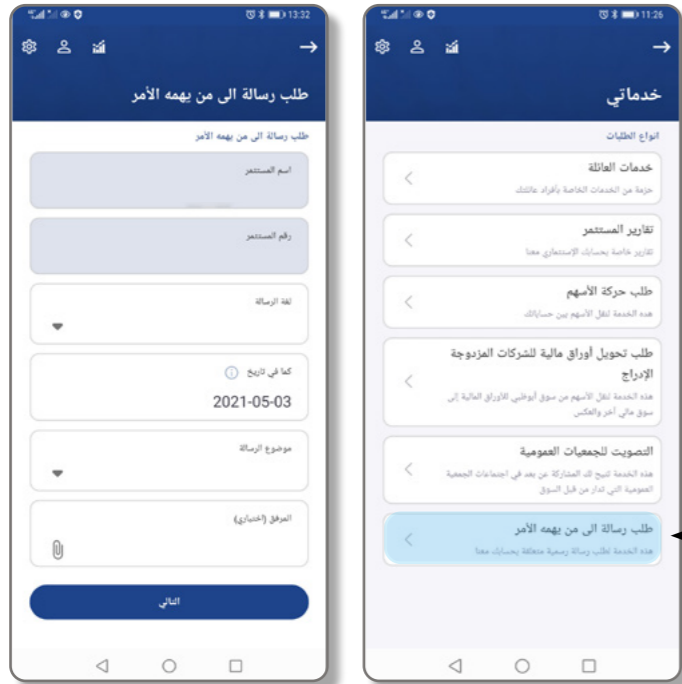 11:26
خدماتي
انواع الطلبات
خدمات العائلة
حزمة من الخدمات الخاصة بأفراد عائلتك
تقارير المستثمر
تقارير خاصة بحسابك الإستثماري معنا
طلب حركة الأسهم
هذه الخدمة لنقل الأسهم بين حساباتك
طلب تحويل أوراق مالية للشركات المزدوجة
الإدراج
هذه الخدمة لنقل الأسهم من سوق أبوظبي للأوراق المالية إلى
سوق مالي أخر والعكس
التصويت للجمعيات العمومية
هذه الخدمة تتيح لك المشاركة عن بعد في اجتماعات الجمعية
العمومية التي تدار من قبل السوق
طلب رسالة الى من يهمه الأمر
هذه الخدمة لطلب رسالة رسمية متعلقة بحسابك معنا
13:32
طلب رسالة الى من يهمه الأمر
طلب رسالة الى من يهمه الأمر
اسم المستثمر
رقم المستثمر
لغة الرسالة
كما في تاريخ
2021-05-03
موضوع الرسالة
المرفق (اختياري)
التالي